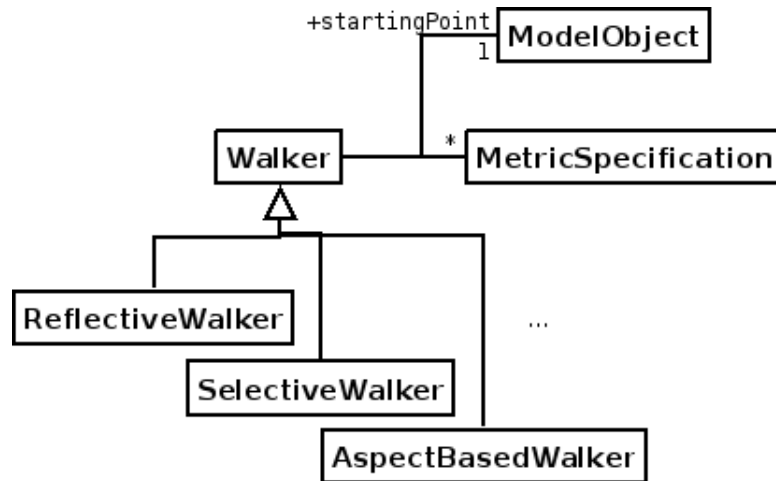 +startingPoint
ModelObject
1
Walker
*
MetricSpecification
ReflectiveWalker
...
SelectiveWalker
AspectBasedWalker